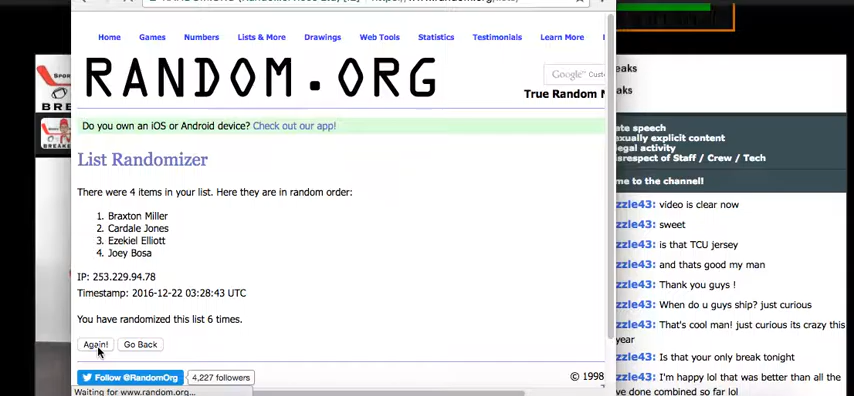 Home Games Numbers Lists & More Drawings Web Tools Statistics Testimonials Learn More
RANDOM.ORG
Google™
True Random
Do you own an iOS or Android device? Check out our app!
List Randomizer
There were 4 items in your list. Here they are in random order:
1. Braxton Miller
2. Cardale Jones
3. Ezekiel Elliott
4. Joey Bosa
IP: 253.229.94.78
Timestamp: 2016-12-22 03:28:43 UTC
You have randomized this list 6 times.
Again! Go Back
Follow @RandomOrg 4,227 followers
© 1998
Waiting for www.random.org...
eaks
aks
ate speech
exually explicit content
legal activity
isrespect of Staff / Crew / Tech
me to the channel!
zzle43: video is clear now
zzle43: sweet
zzle43: is that TCU jersey
zzle43: and thats good my man
zzle43: Thank you guys !
zzle43: When do u guys ship? just curious
zzle43: That's cool man! just curious its crazy this
year
zzle43: Is that your only break tonight
zzle43: I'm happy lol that was better than all the
've done combined so far lol